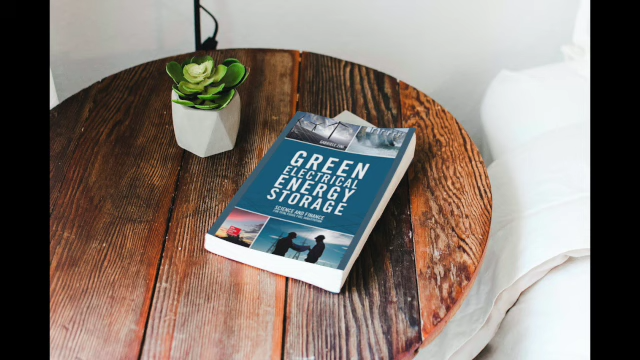 GREEN
ELECTRICAL
ENERGY
STORAGE
SCIENCE AND FINANCE